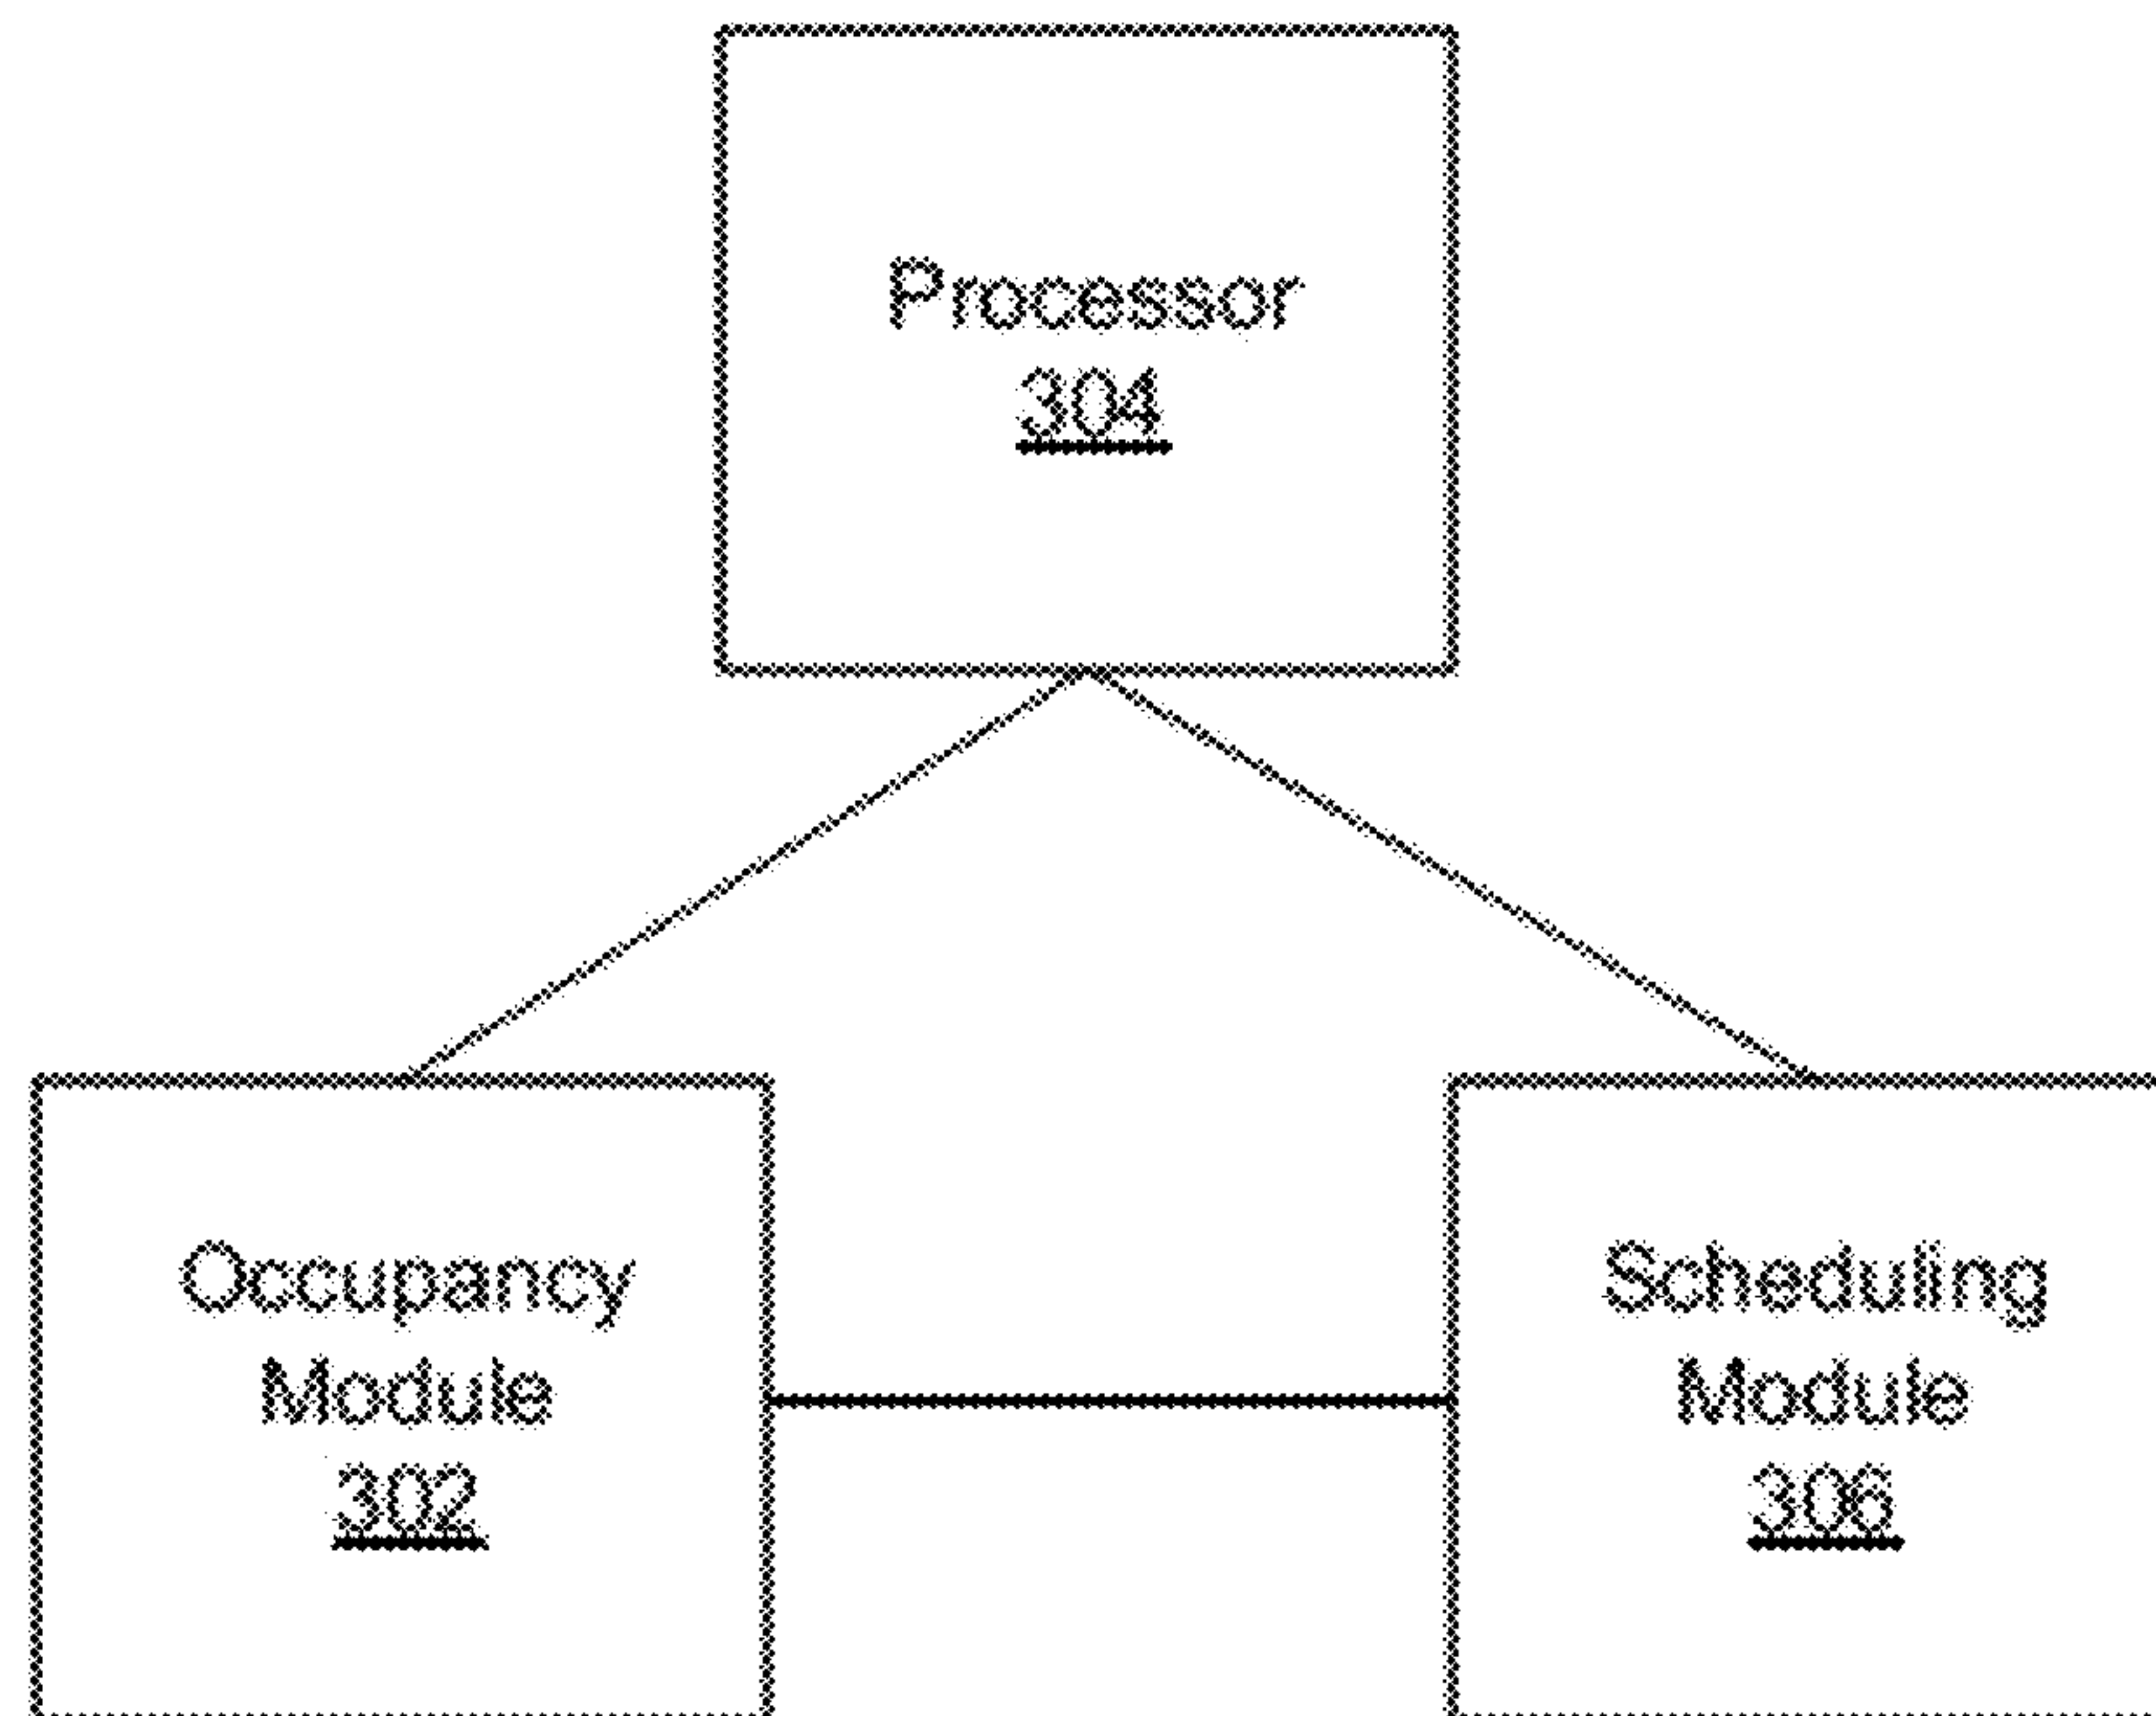 Processor
304
Occupancy
Module
302
Scheduling
Module
306